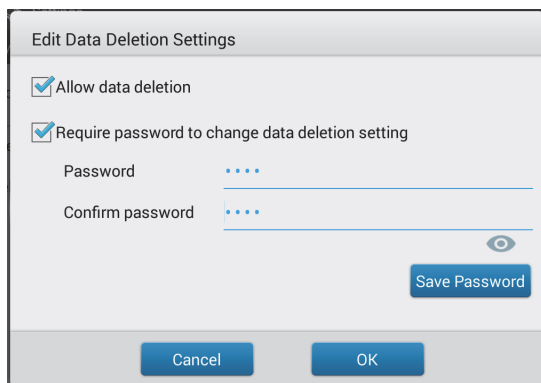 Edit Data Deletion Settings
Allow data deletion
Require password to change data deletion setting
Password ••••
Confirm password ••••
Save Password
Cancel OK